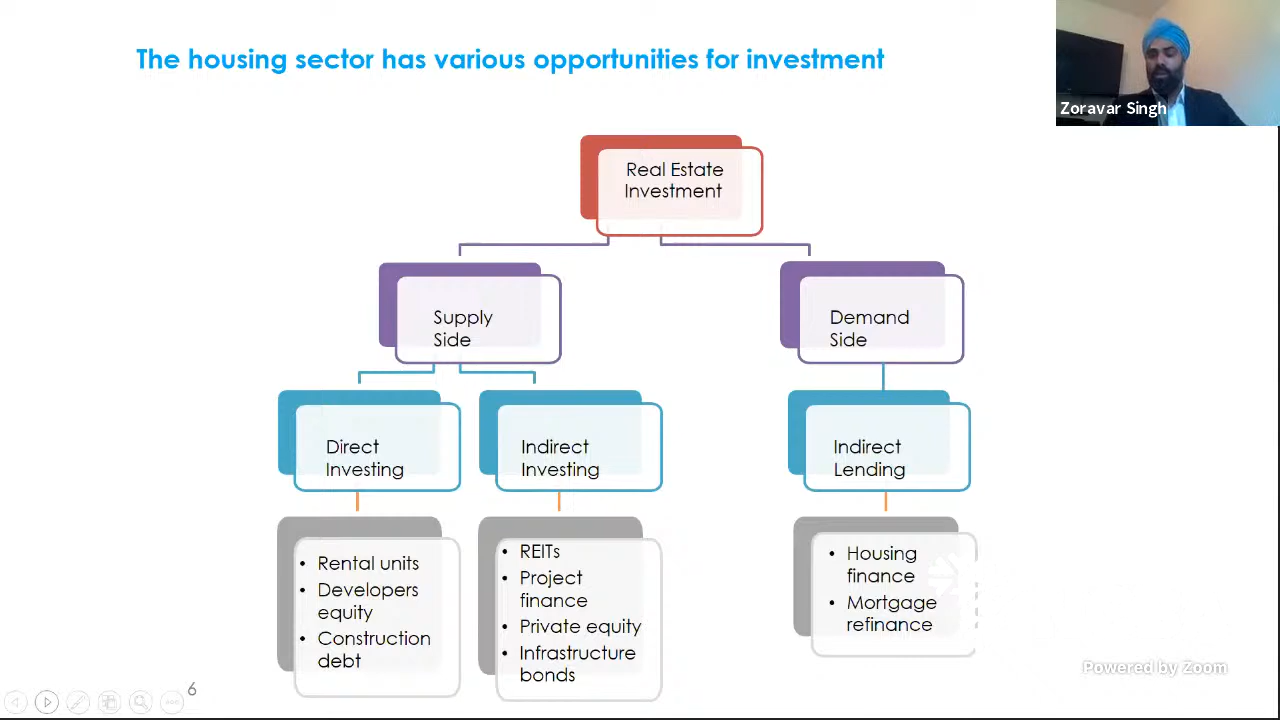 The housing sector has various opportunities for investment
Zoravar Singh
Real Estate
Investment
Supply
Side
Demand
Side
Direct
Investing
Indirect
Investing
Indirect
Lending
• Rental units
• Developers
equity
• Construction
debt
• REITs
• Project
finance
• Private equity
• Infrastructure
bonds
• Housing
finance
• Mortgage
refinance
Powered by Zoom
6